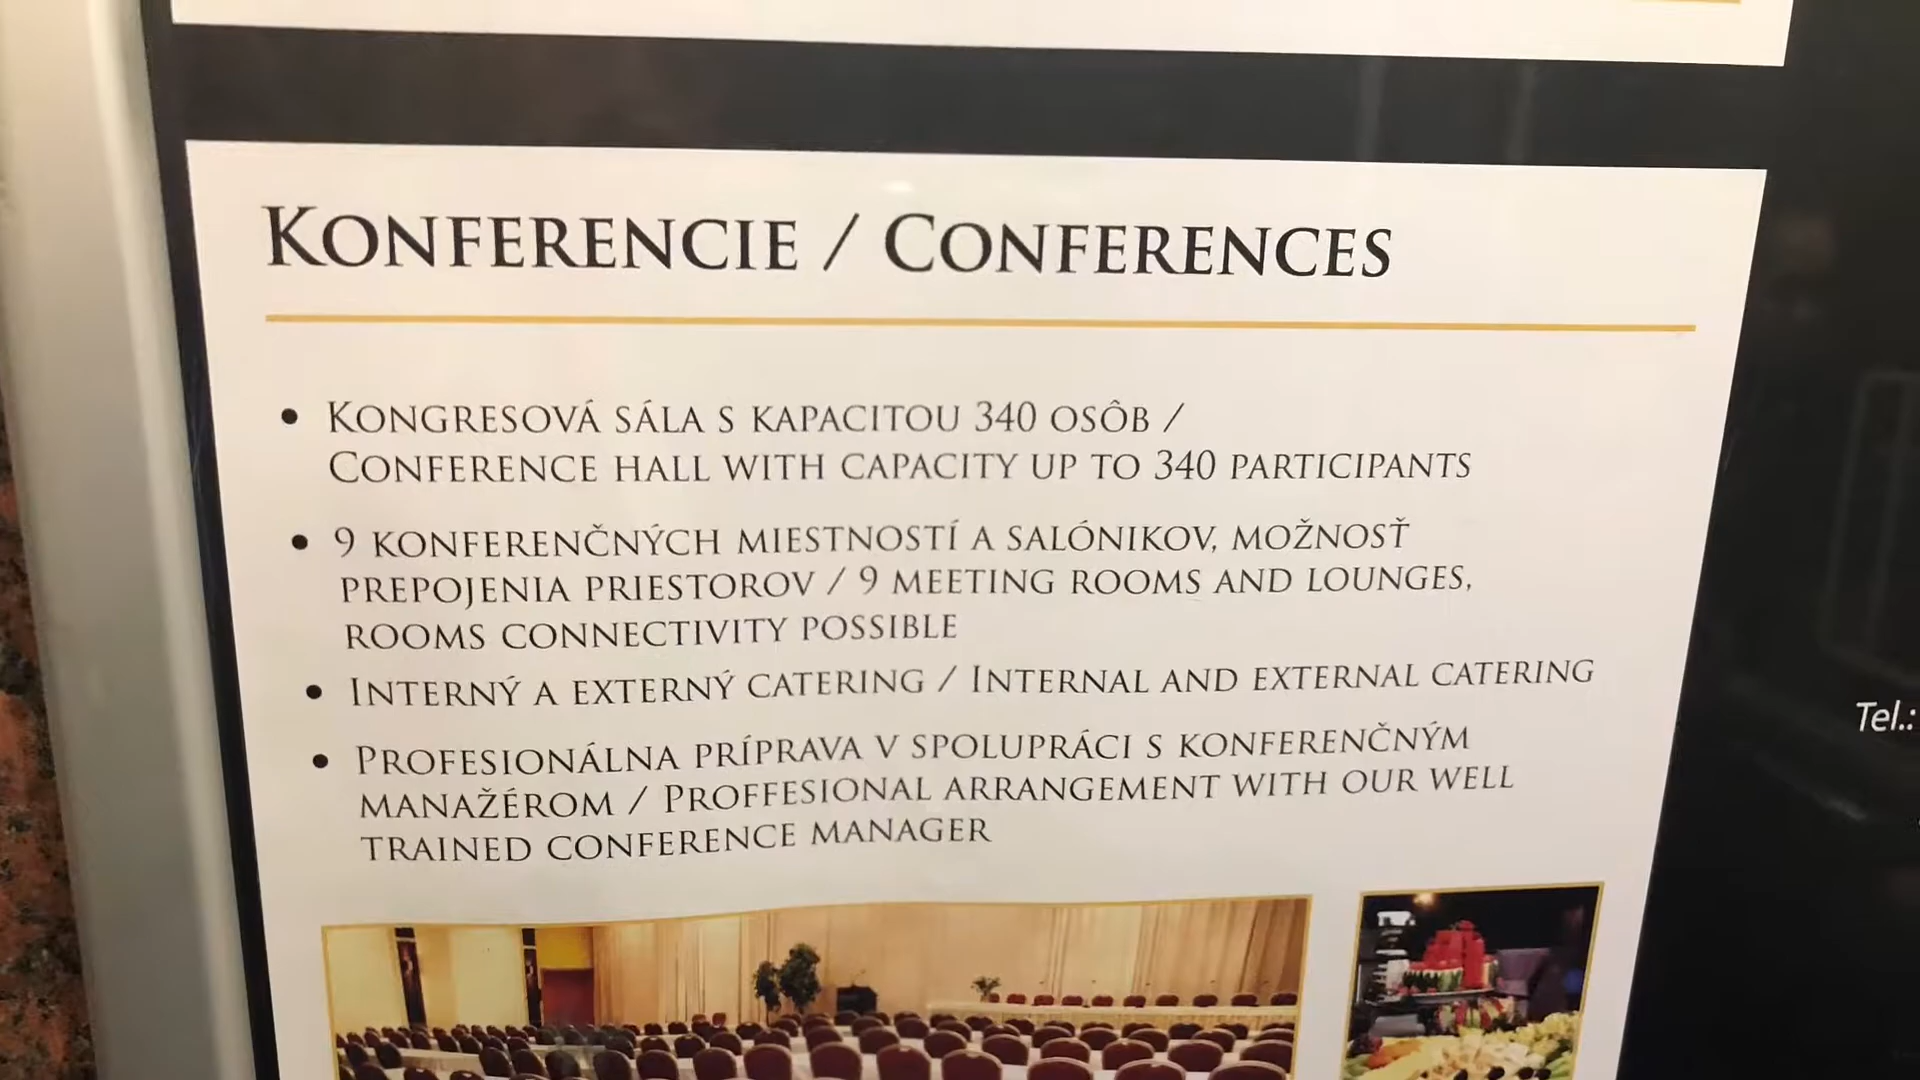 KONFERENCIE / CONFERENCES
• KONGRESOVÁ SÁLA S KAPACITOU 340 OSÔB /
CONFERENCE HALL WITH CAPACITY UP TO 340 PARTICIPANTS
• 9 KONFERENČNÝCH MIESTNOSTÍ A SALÓNIKOV, MOŽNOSŤ
PREPOJENIA PRIESTOROV / 9 MEETING ROOMS AND LOUNGES,
ROOMS CONNECTIVITY POSSIBLE
• INTERNÝ A EXTERNÝ CATERING / INTERNAL AND EXTERNAL CATERING
• PROFESIONÁLNA PRÍPRAVA V SPOLUPRÁCI S KONFERENČNÝM
MANAŽÉROM / PROFFESIONAL ARRANGEMENT WITH OUR WELL
TRAINED CONFERENCE MANAGER
Tel.: